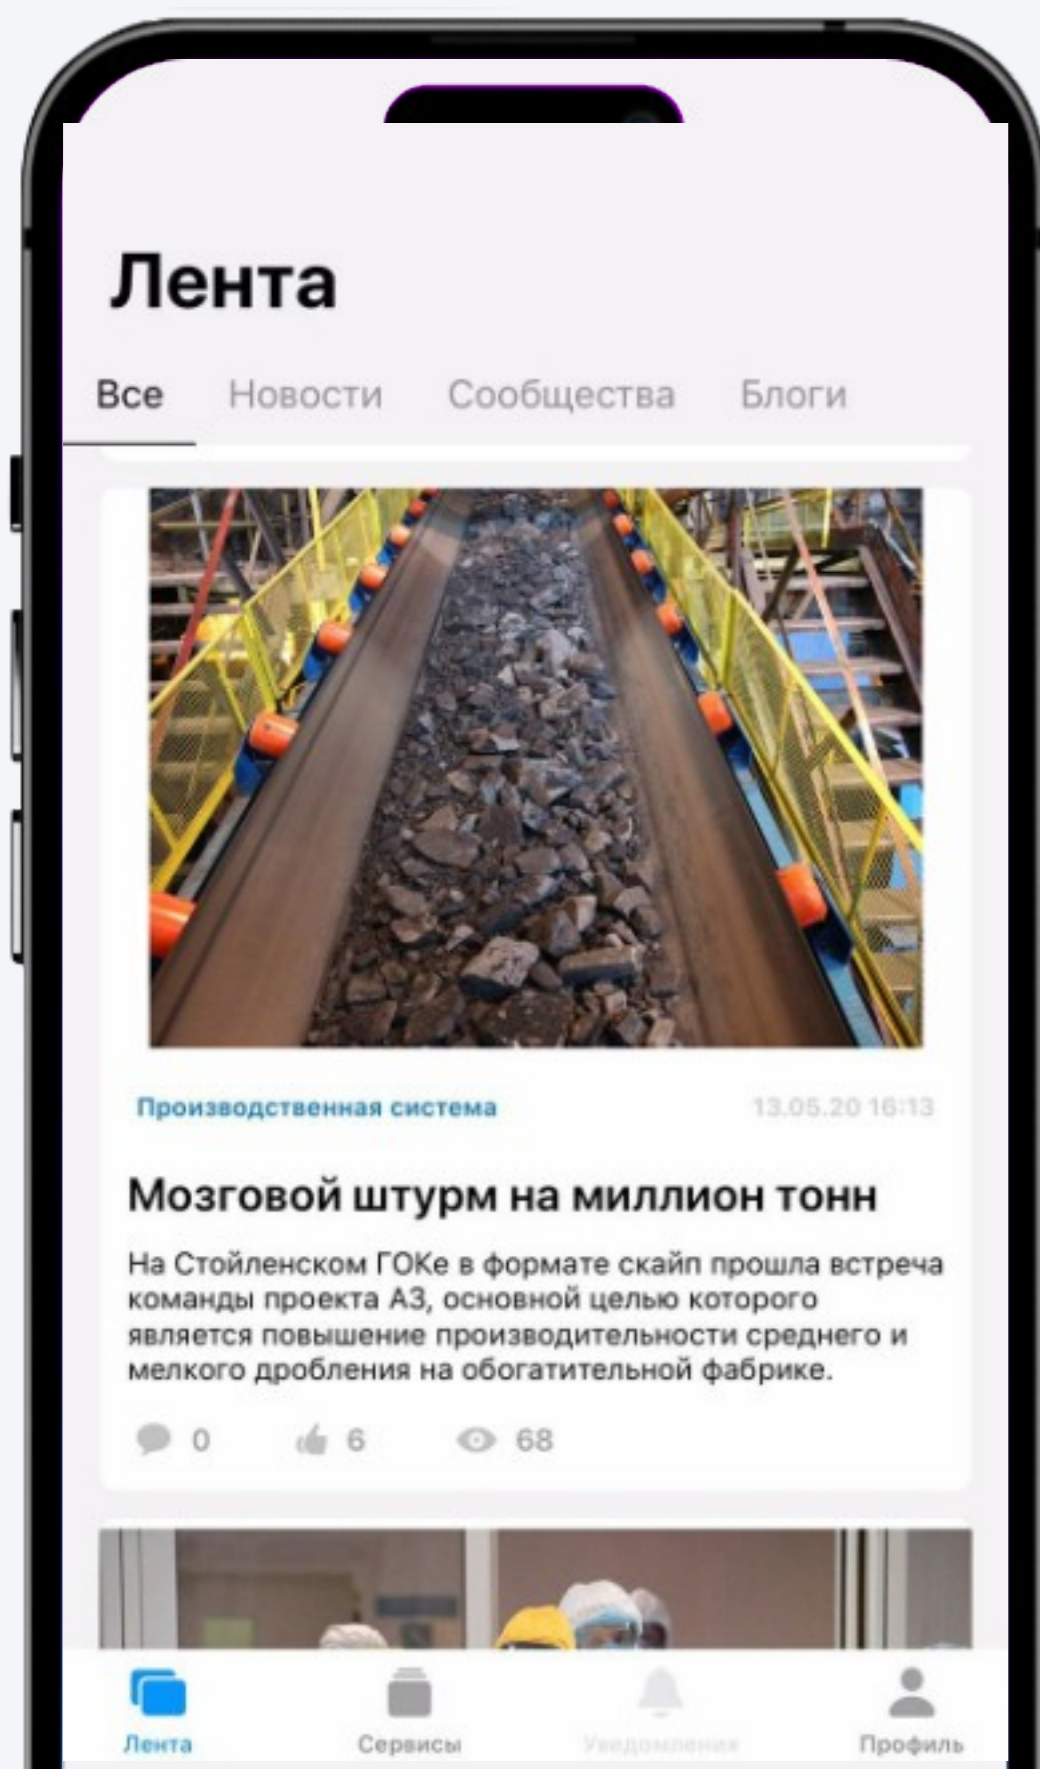 Лента
Все Новости Сообщества Блоги
Производственная система 13.05.20 16:13
Мозговой штурм на миллион тонн
На Стойленском ГОКе в формате скайп прошла встреча
команды проекта А3, основной целью которого
является повышение производительности среднего и
мелкого дробления на обогатительной фабрике.
0 6 68
Лента Сервисы Уведомления Профиль